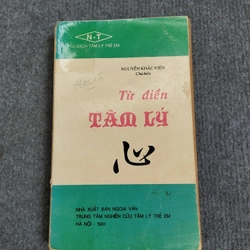 N-T
TỦ SÁCH TÂM LÝ TRẺ EM
NGUYỄN KHẮC VIỆN
Chủ biên
Từ điển
TÂM LÝ
心
NHÀ XUẤT BẢN NGOẠI VĂN
TRUNG TÂM NGHIÊN CỨU TÂM LÝ TRẺ EM
HÀ NỘI - 1991